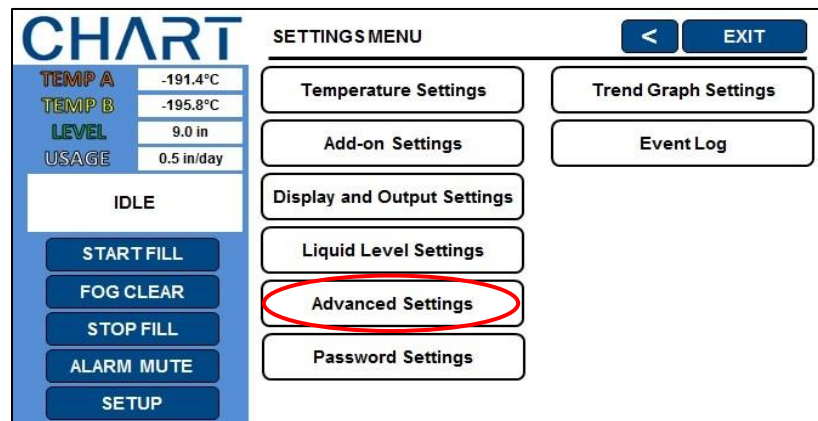 CHART
SETTINGS MENU
< EXIT
TEMP A -191.4°C
TEMP B -195.8°C
LEVEL 9.0 in
USAGE 0.5 in/day
IDLE
START FILL
FOG CLEAR
STOP FILL
ALARM MUTE
SETUP
Temperature Settings
Add-on Settings
Display and Output Settings
Liquid Level Settings
Advanced Settings
Password Settings
Trend Graph Settings
Event Log